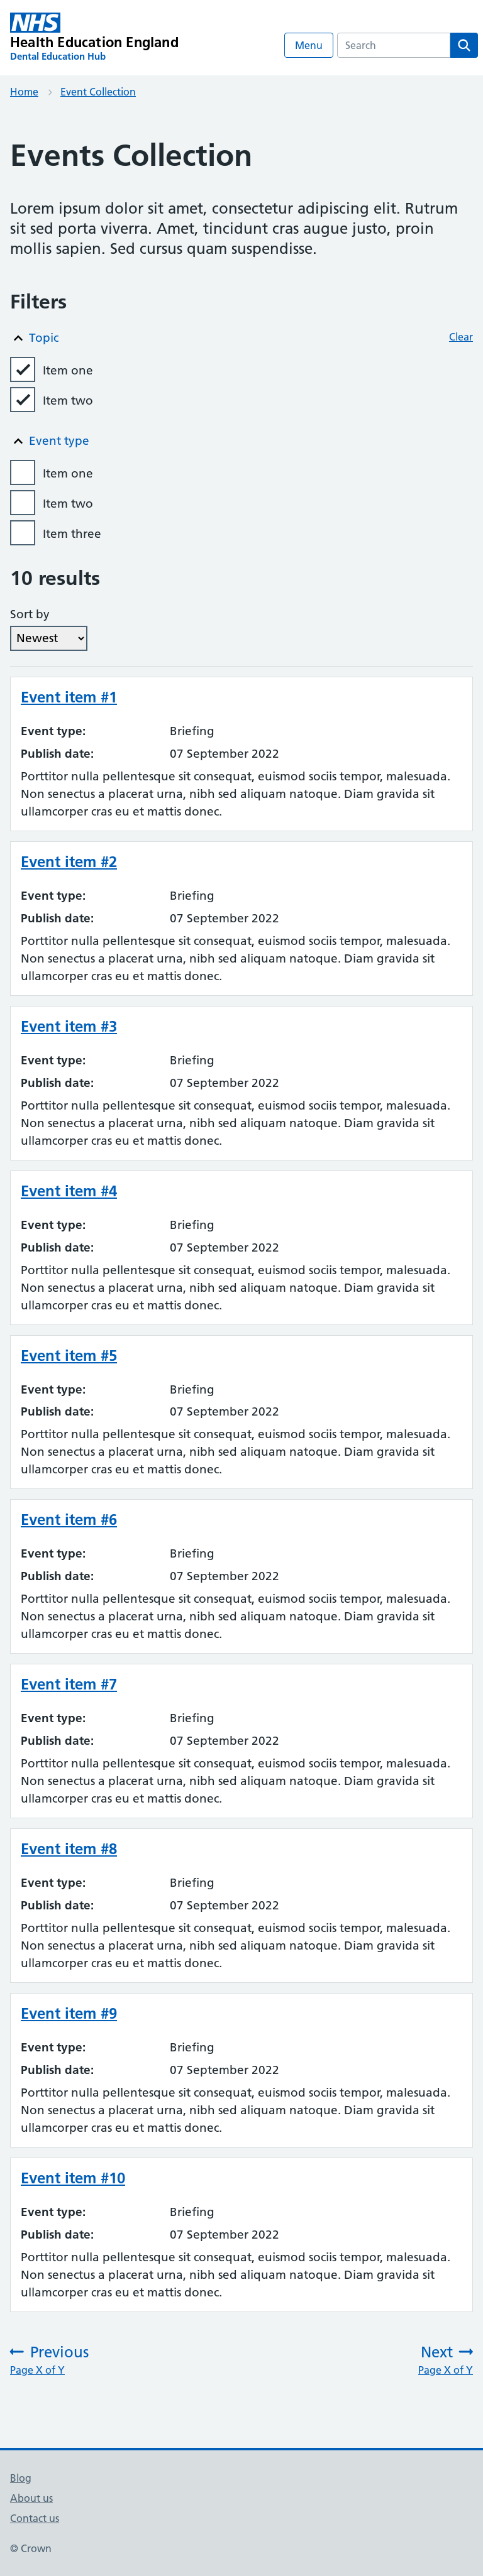 NHS
Health Education England
Dental Education Hub
Menu
Search
Home
Event Collection
Events Collection
Lorem ipsum dolor sit amet, consectetur adipiscing elit. Rutrum
sit sed porta viverra. Amet, tincidunt cras augue justo, proin
mollis sapien. Sed cursus quam suspendisse.
Filters
Topic
Clear
Item one
Item two
Event type
Item one
Item two
Item three
10 results
Sort by
Newest
Event item #1
Event type: Briefing
Publish date: 07 September 2022
Porttitor nulla pellentesque sit consequat, euismod sociis tempor, malesuada.
Non senectus a placerat urna, nibh sed aliquam natoque. Diam gravida sit
ullamcorper cras eu et mattis donec.
Event item #2
Event type: Briefing
Publish date: 07 September 2022
Porttitor nulla pellentesque sit consequat, euismod sociis tempor, malesuada.
Non senectus a placerat urna, nibh sed aliquam natoque. Diam gravida sit
ullamcorper cras eu et mattis donec.
Event item #3
Event type: Briefing
Publish date: 07 September 2022
Porttitor nulla pellentesque sit consequat, euismod sociis tempor, malesuada.
Non senectus a placerat urna, nibh sed aliquam natoque. Diam gravida sit
ullamcorper cras eu et mattis donec.
Event item #4
Event type: Briefing
Publish date: 07 September 2022
Porttitor nulla pellentesque sit consequat, euismod sociis tempor, malesuada.
Non senectus a placerat urna, nibh sed aliquam natoque. Diam gravida sit
ullamcorper cras eu et mattis donec.
Event item #5
Event type: Briefing
Publish date: 07 September 2022
Porttitor nulla pellentesque sit consequat, euismod sociis tempor, malesuada.
Non senectus a placerat urna, nibh sed aliquam natoque. Diam gravida sit
ullamcorper cras eu et mattis donec.
Event item #6
Event type: Briefing
Publish date: 07 September 2022
Porttitor nulla pellentesque sit consequat, euismod sociis tempor, malesuada.
Non senectus a placerat urna, nibh sed aliquam natoque. Diam gravida sit
ullamcorper cras eu et mattis donec.
Event item #7
Event type: Briefing
Publish date: 07 September 2022
Porttitor nulla pellentesque sit consequat, euismod sociis tempor, malesuada.
Non senectus a placerat urna, nibh sed aliquam natoque. Diam gravida sit
ullamcorper cras eu et mattis donec.
Event item #8
Event type: Briefing
Publish date: 07 September 2022
Porttitor nulla pellentesque sit consequat, euismod sociis tempor, malesuada.
Non senectus a placerat urna, nibh sed aliquam natoque. Diam gravida sit
ullamcorper cras eu et mattis donec.
Event item #9
Event type: Briefing
Publish date: 07 September 2022
Porttitor nulla pellentesque sit consequat, euismod sociis tempor, malesuada.
Non senectus a placerat urna, nibh sed aliquam natoque. Diam gravida sit
ullamcorper cras eu et mattis donec.
Event item #10
Event type: Briefing
Publish date: 07 September 2022
Porttitor nulla pellentesque sit consequat, euismod sociis tempor, malesuada.
Non senectus a placerat urna, nibh sed aliquam natoque. Diam gravida sit
ullamcorper cras eu et mattis donec.
Previous
Page X of Y
Next
Page X of Y
Blog
About us
Contact us
© Crown